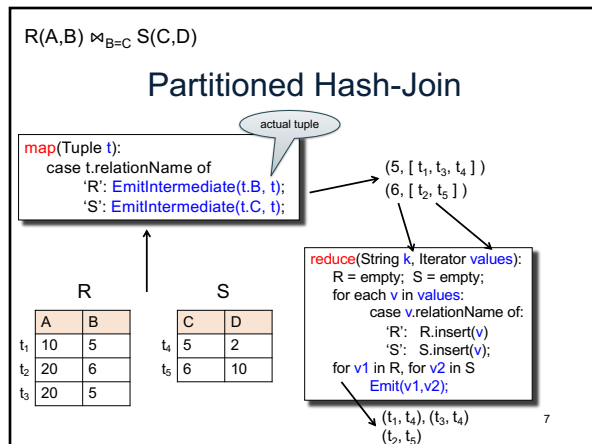 R(A,B) ⋈B=C S(C,D)
Partitioned Hash-Join
actual tuple
map(Tuple t):
case t.relationName of
‘R’: EmitIntermediate(t.B, t);
‘S’: EmitIntermediate(t.C, t);
(5, [ t1, t3, t4 ] )
(6, [ t2, t5 ] )
reduce(String k, Iterator values):
R = empty; S = empty;
for each v in values:
case v.relationName of:
‘R’: R.insert(v)
‘S’: S.insert(v);
for v1 in R, for v2 in S
Emit(v1,v2);
R
A B
t1 10 5
t2 20 6
t3 20 5
S
C D
t4 5 2
t5 6 10
(t1, t4), (t3, t4)
(t2, t5)
7